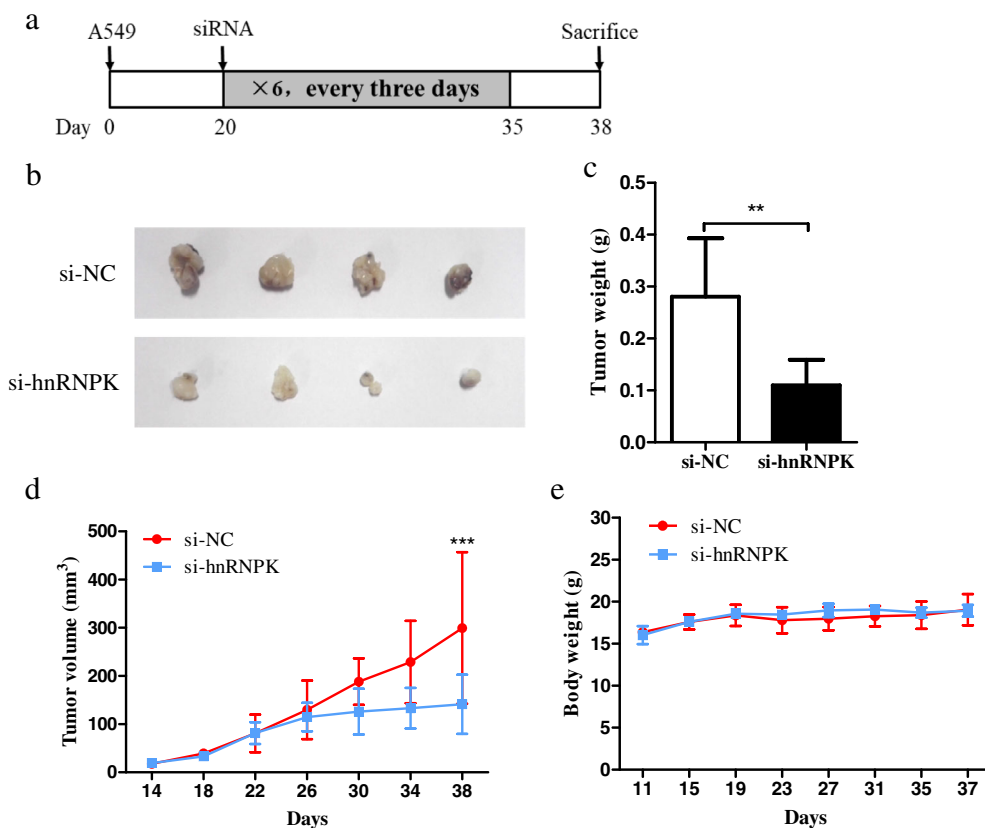 a
A549
siRNA
Sacrifice
×6, every three days
Day 0 20 35 38
b
si-NC
si-hnRNPK
c
Tumor weight (g)
0.5
0.4
0.3
0.2
0.1
0.0
**
si-NC si-hnRNPK
d
si-NC
si-hnRNPK
Tumor volume (mm³)
500
400
300
200
100
0
***
14 18 22 26 30 34 38
Days
e
si-NC
si-hnRNPK
Body weight (g)
30
25
20
15
10
5
0
11 15 19 23 27 31 35 37
Days